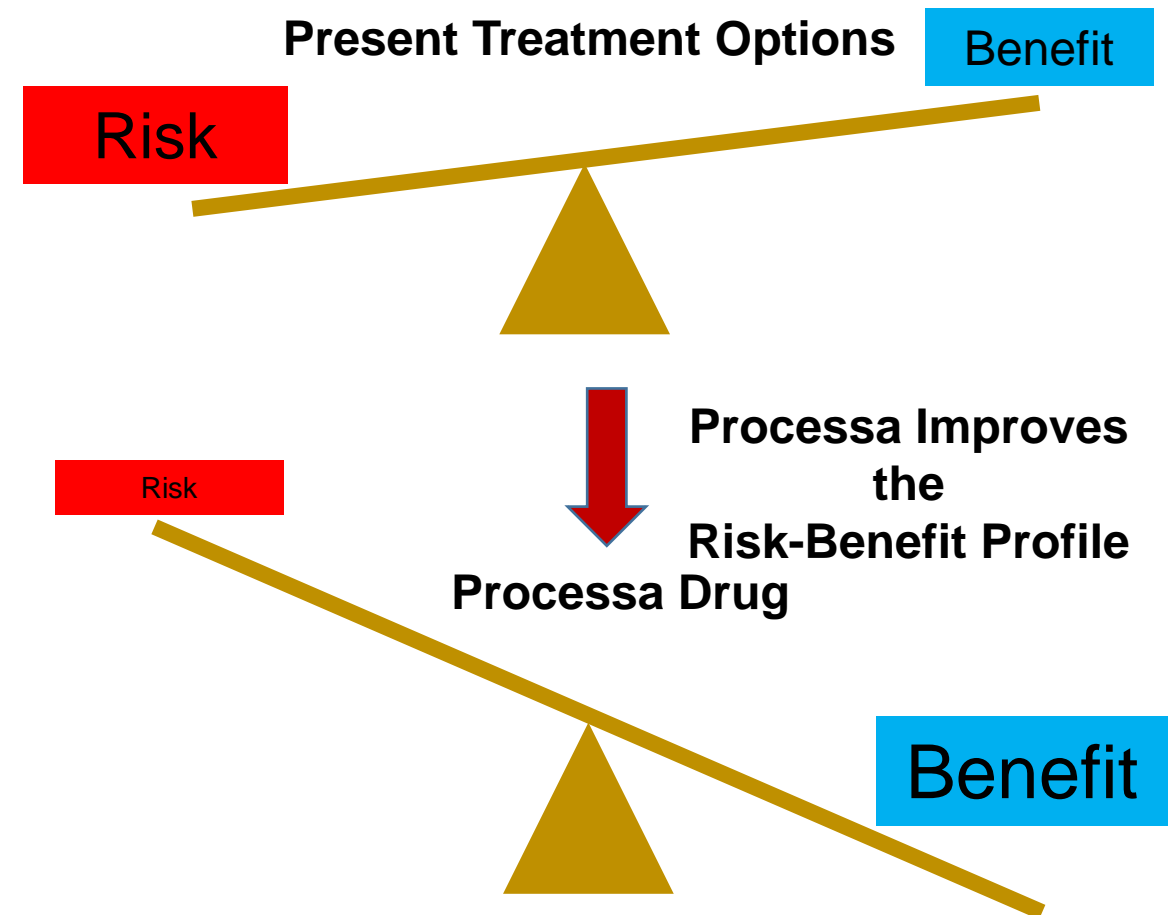 Present Treatment Options
Benefit
Risk
Processa Improves
the
Risk-Benefit Profile
Risk
Processa Drug
Benefit